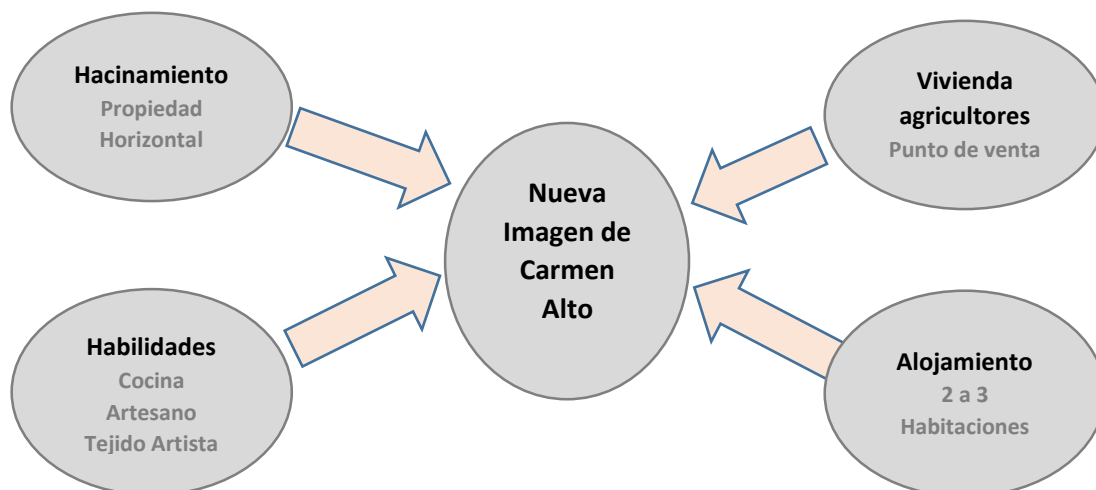 Hacinamiento
Propiedad
Horizontal
Vivienda
agricultores
Punto de venta
Nueva
Imagen de
Carmen
Alto
Habilidades
Cocina
Artesano
Tejido Artista
Alojamiento
2 a 3
Habitaciones